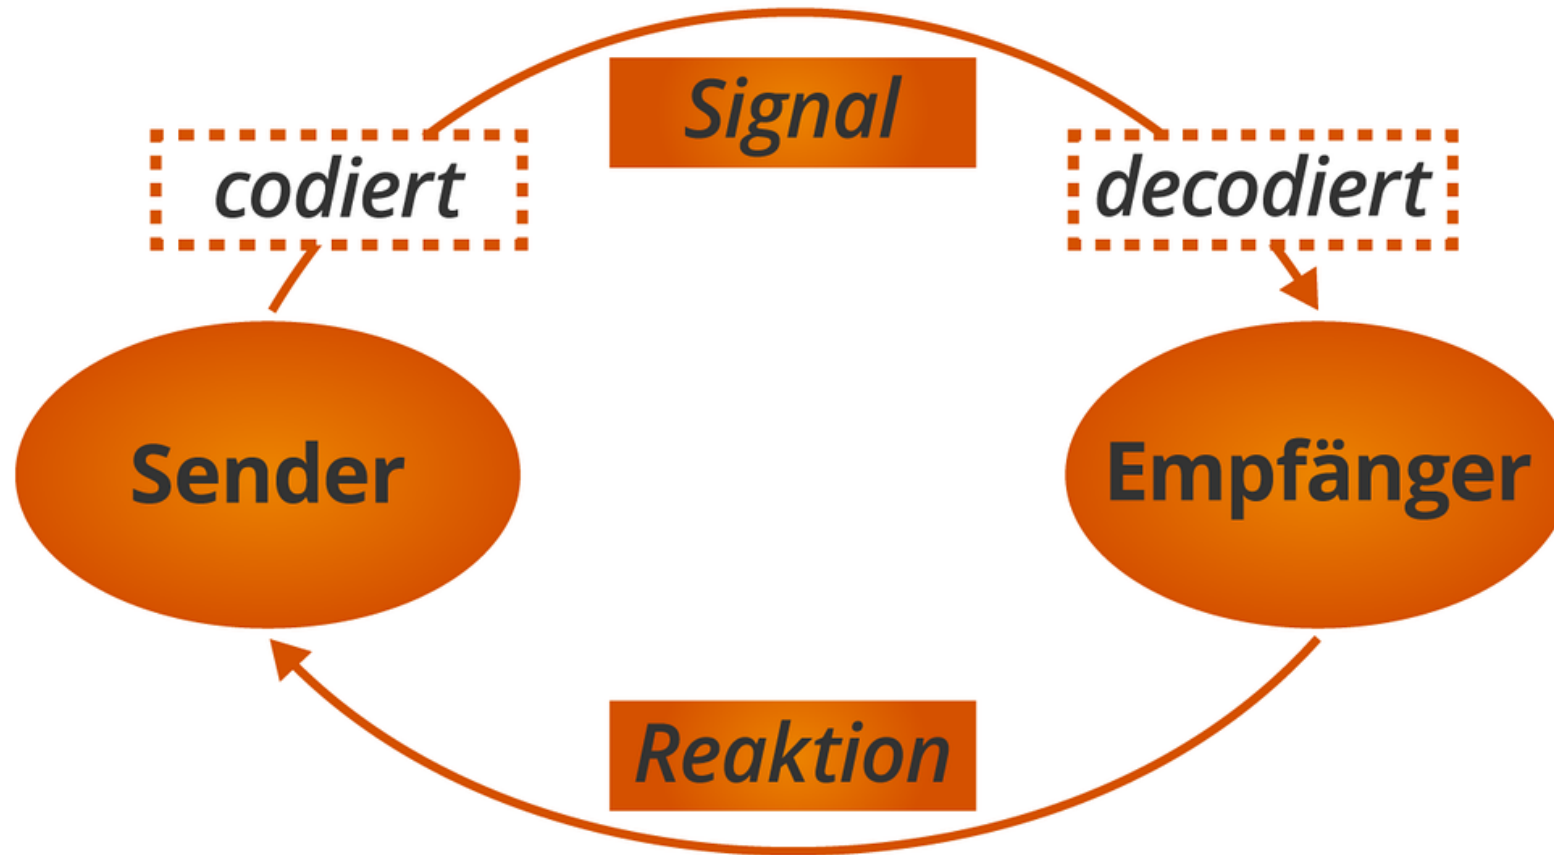 Signal
codiert
decodiert
Sender
Empfänger
Reaktion